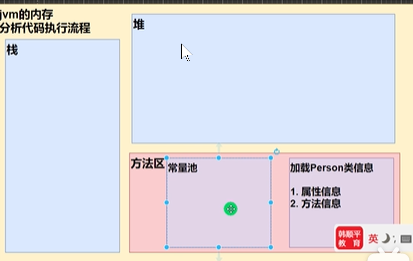 jvm的内存
分析代码执行流程
栈
堆
方法区
常量池
加载Person类信息
1. 属性信息
2. 方法信息
韩顺平
教育
英